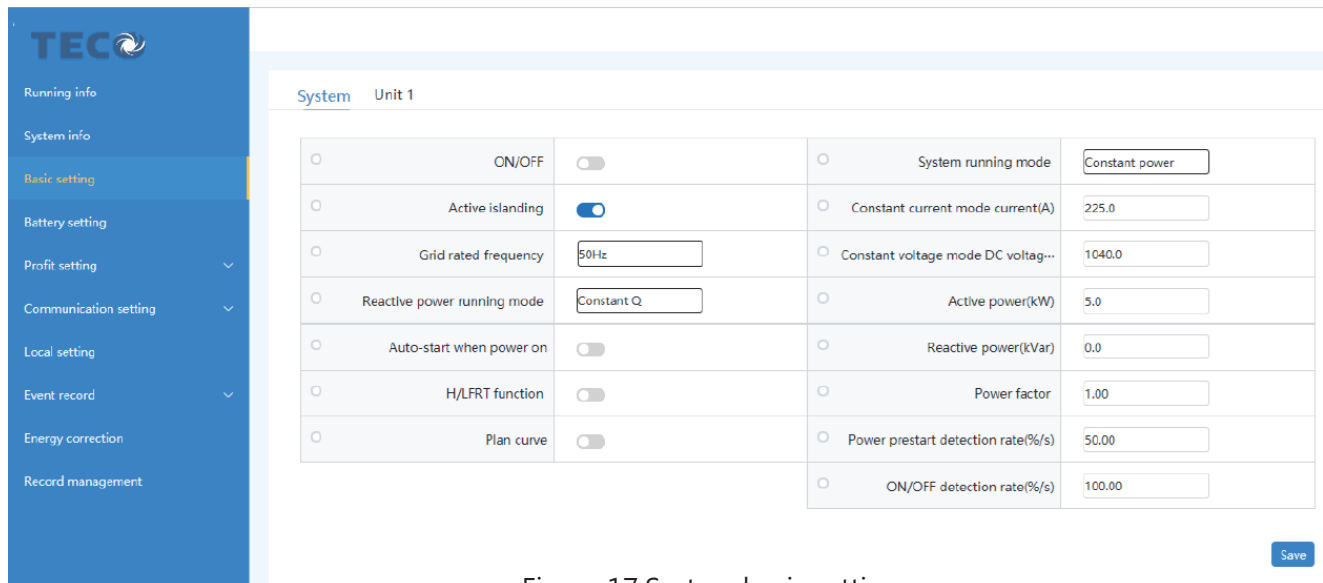 TECO
Running info
System info
Basic setting
Battery setting
Profit setting
Communication setting
Local setting
Event record
Energy correction
Record management
System Unit 1
ON/OFF
System running mode Constant power
Active islanding
Constant current mode current(A) 225.0
Grid rated frequency 50Hz
Constant voltage mode DC voltag··· 1040.0
Reactive power running mode Constant Q
Active power(kW) 5.0
Auto-start when power on
Reactive power(kVar) 0.0
H/LFRT function
Power factor 1.00
Plan curve
Power prestart detection rate(%/s) 50.00
ON/OFF detection rate(%/s) 100.00
Save